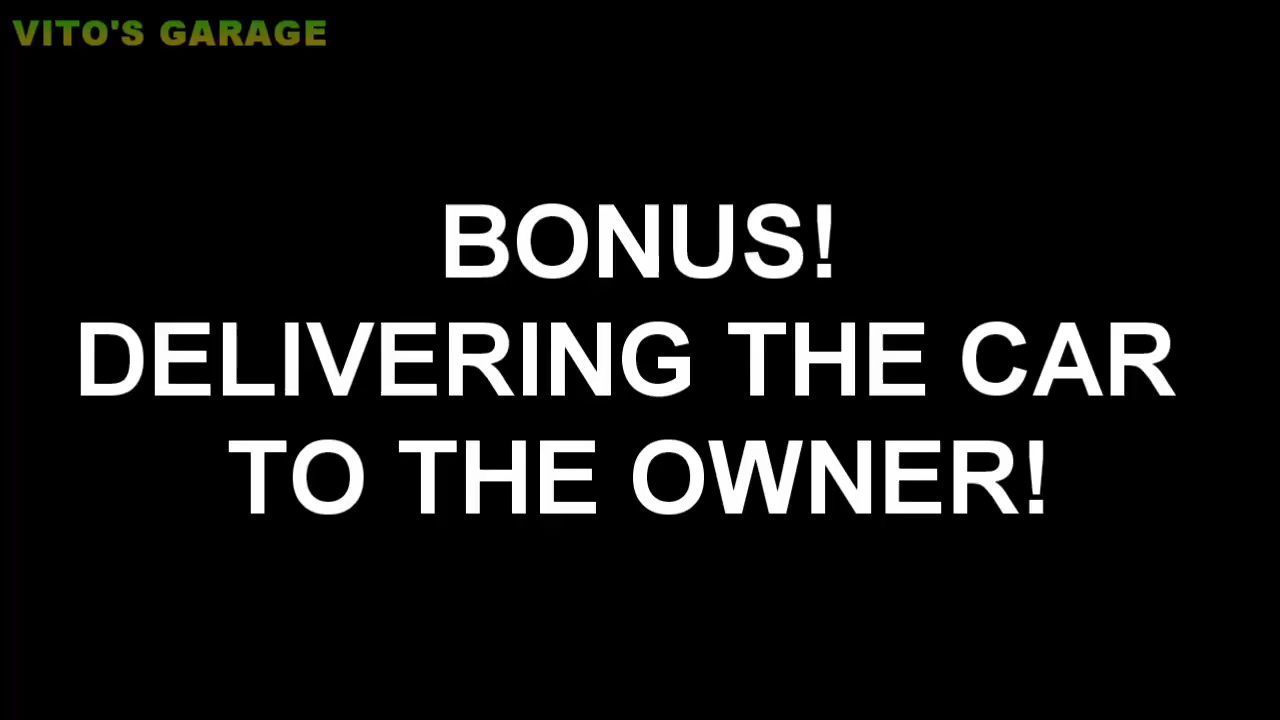 VITO'S GARAGE
BONUS!
DELIVERING THE CAR
TO THE OWNER!